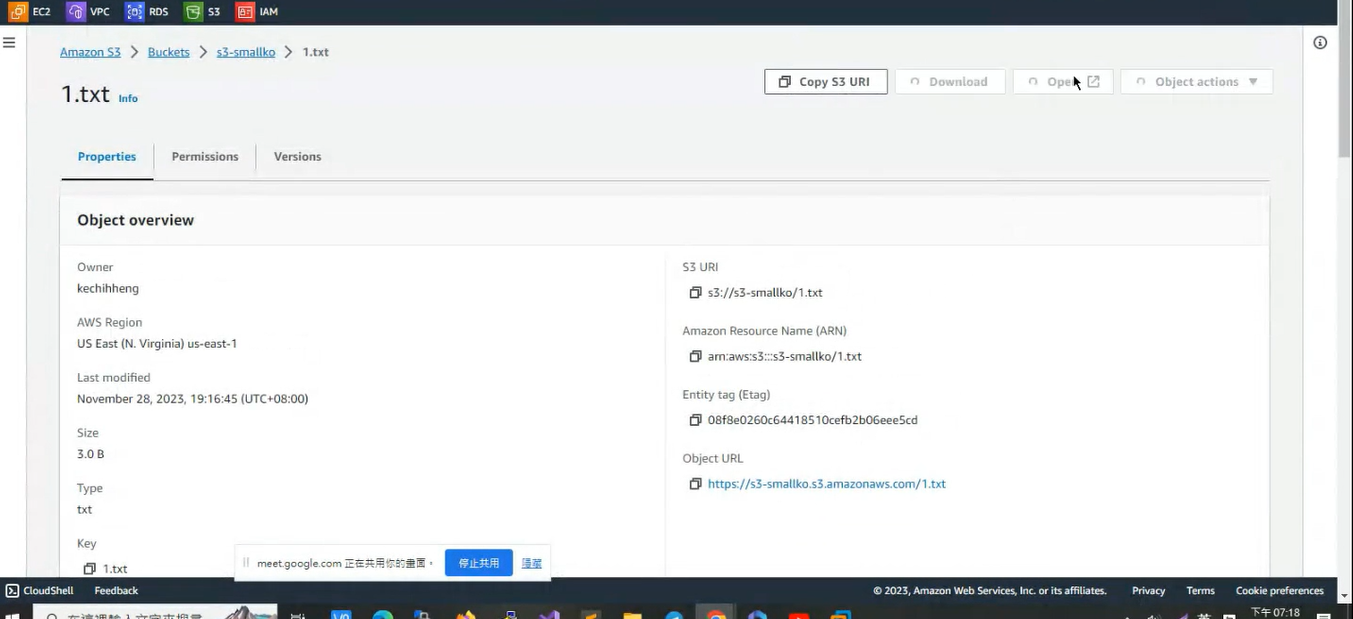 EC2 VPC RDS S3 IAM
Amazon S3 > Buckets > s3-smallko > 1.txt
1.txt Info
Copy S3 URI Download Open Object actions
Properties Permissions Versions
Object overview
Owner
kechihheng
AWS Region
US East (N. Virginia) us-east-1
Last modified
November 28, 2023, 19:16:45 (UTC+08:00)
Size
3.0 B
Type
txt
Key
1.txt
S3 URI
s3://s3-smallko/1.txt
Amazon Resource Name (ARN)
arn:aws:s3:::s3-smallko/1.txt
Entity tag (Etag)
08f8e0260c64418510cefb2b06eee5cd
Object URL
https://s3-smallko.s3.amazonaws.com/1.txt
meet.google.com 正在共用你的畫面。 停止共用 隱藏
CloudShell Feedback © 2023, Amazon Web Services, Inc. or its affiliates. Privacy Terms Cookie preferences
在這裡輸入文字來搜尋 英 下午 07:18